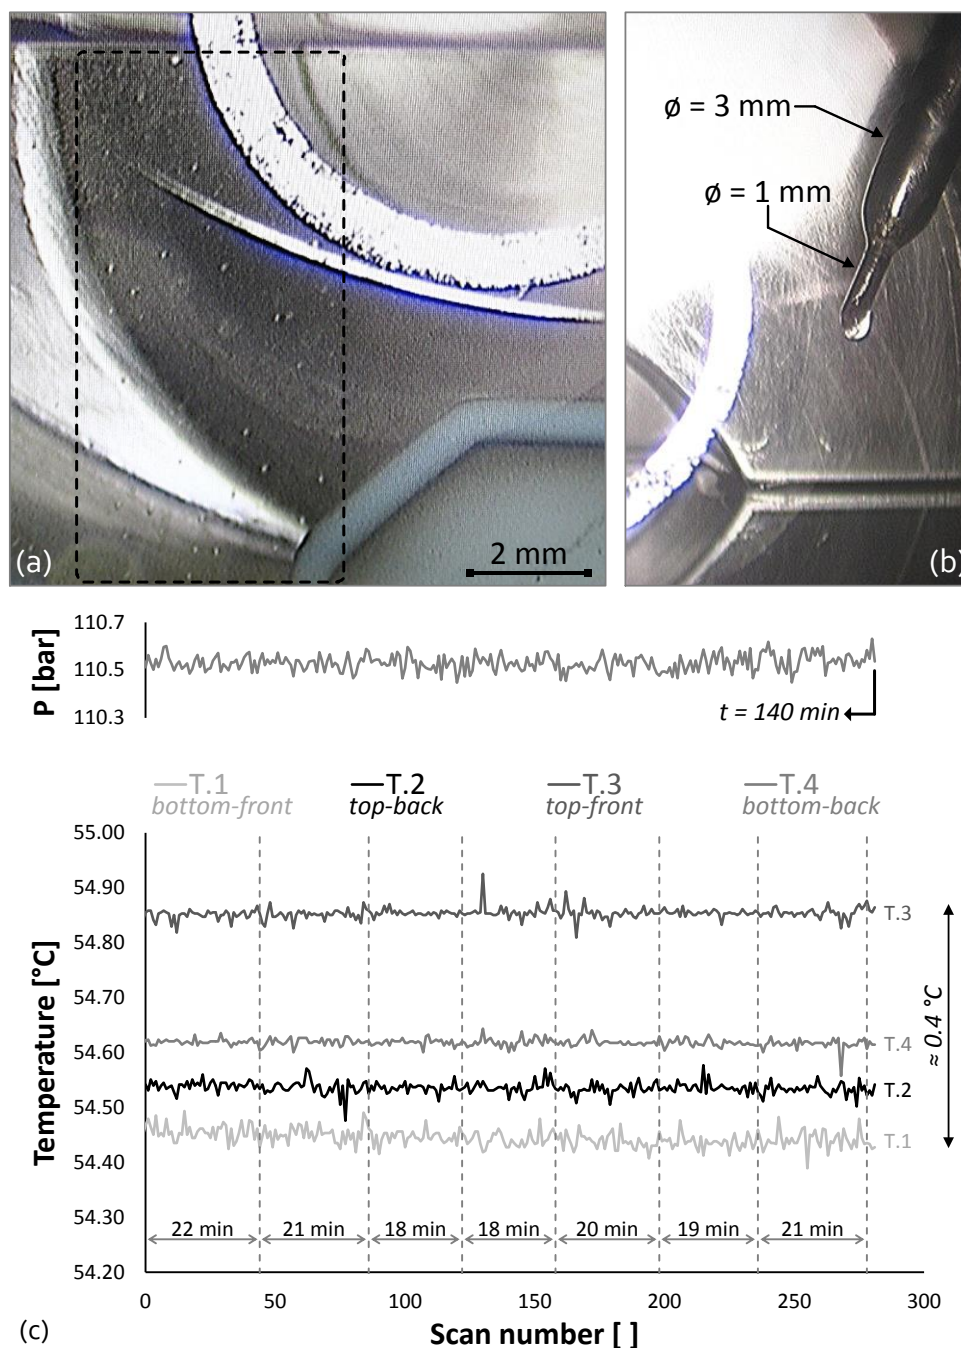 ø = 3 mm
ø = 1 mm
(a)
2 mm
(b)
110.7
110.5
110.3
P [bar]
t = 140 min
T.1
bottom-front
T.2
top-back
T.3
top-front
T.4
bottom-back
55.00
54.90
54.80
54.70
54.60
54.50
54.40
54.30
54.20
Temperature [°C]
T.3
T.4
T.2
T.1
≈ 0.4 °C
22 min
21 min
18 min
18 min
20 min
19 min
21 min
0
50
100
150
200
250
300
(c)
Scan number [ ]